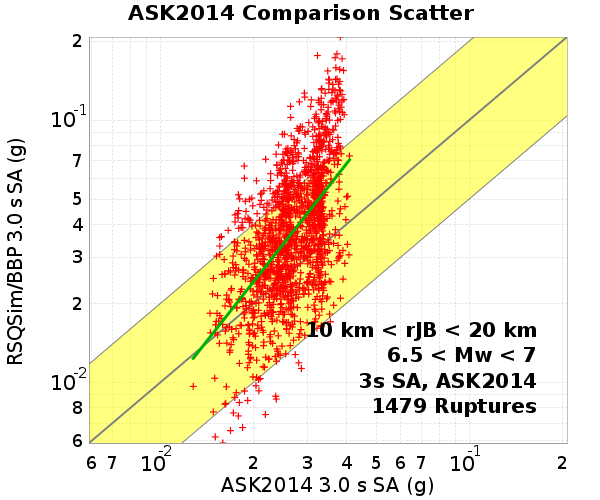 ASK2014 Comparison Scatter
RSQSim/BBP 3.0 s SA (g)
2
10-1
7
5
4
3
2
10-2
8
6
10 km < rJB < 20 km
6.5 < Mw < 7
3s SA, ASK2014
1479 Ruptures
6 7 10-2 2 3 4 5 6 7 10-1 2
ASK2014 3.0 s SA (g)